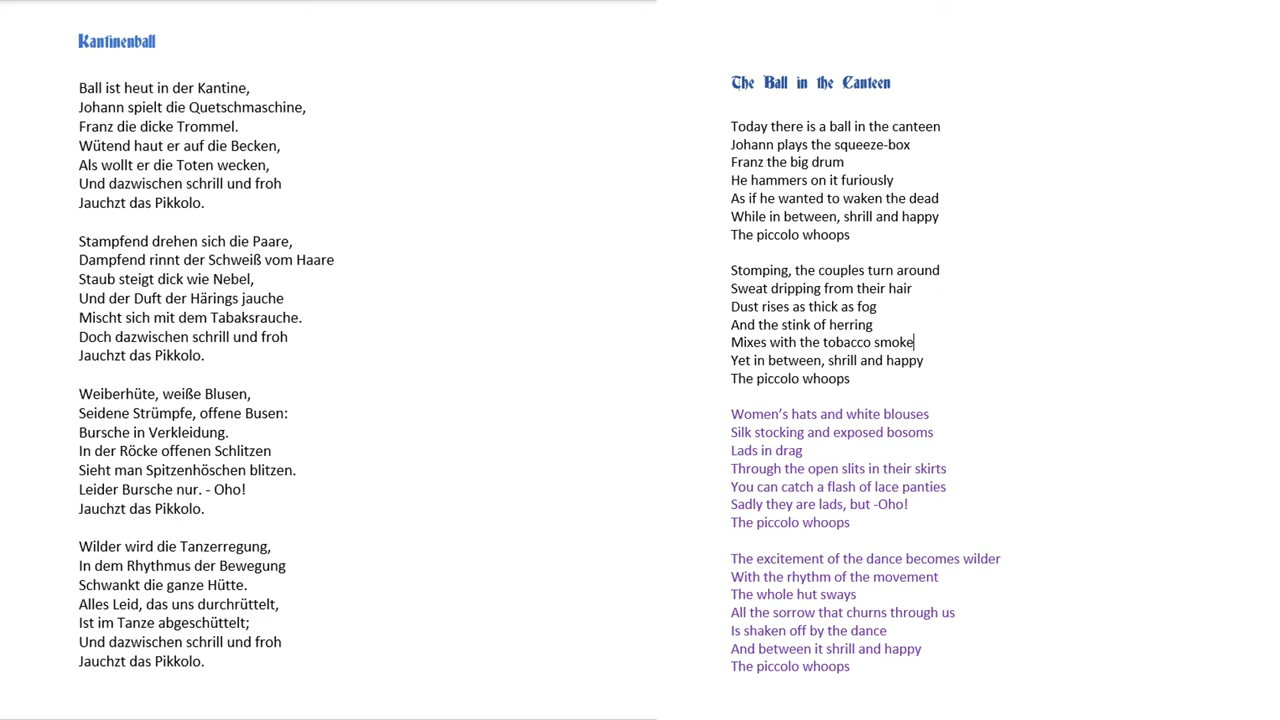 Kantinenball
Ball ist heut in der Kantine,
Johann spielt die Quetschmaschine,
Franz die dicke Trommel.
Wütend haut er auf die Becken,
Als wollt er die Toten wecken,
Und dazwischen schrill und froh
Jauchzt das Pikkolo.
Stampfend drehen sich die Paare,
Dampfend rinnt der Schweiß vom Haare
Staub steigt dick wie Nebel,
Und der Duft der Härings jauche
Mischt sich mit dem Tabaksrauche.
Doch dazwischen schrill und froh
Jauchzt das Pikkolo.
Weiberhüte, weiße Blusen,
Seidene Strümpfe, offene Busen:
Bursche in Verkleidung.
In der Röcke offenen Schlitzen
Sieht man Spitzenhöschen blitzen.
Leider Bursche nur. - Oho!
Jauchzt das Pikkolo.
Wilder wird die Tanzerregung,
In dem Rhythmus der Bewegung
Schwankt die ganze Hütte.
Alles Leid, das uns durchrüttelt,
Ist im Tanze abgeschüttelt;
Und dazwischen schrill und froh
Jauchzt das Pikkolo.
The Ball in the Canteen
Today there is a ball in the canteen
Johann plays the squeeze-box
Franz the big drum
He hammers on it furiously
As if he wanted to waken the dead
While in between, shrill and happy
The piccolo whoops
Stomping, the couples turn around
Sweat dripping from their hair
Dust rises as thick as fog
And the stink of herring
Mixes with the tobacco smoke
Yet in between, shrill and happy
The piccolo whoops
Women's hats and white blouses
Silk stocking and exposed bosoms
Lads in drag
Through the open slits in their skirts
You can catch a flash of lace panties
Sadly they are lads, but -Oho!
The piccolo whoops
The excitement of the dance becomes wilder
With the rhythm of the movement
The whole hut sways
All the sorrow that churns through us
Is shaken off by the dance
And between it shrill and happy
The piccolo whoops